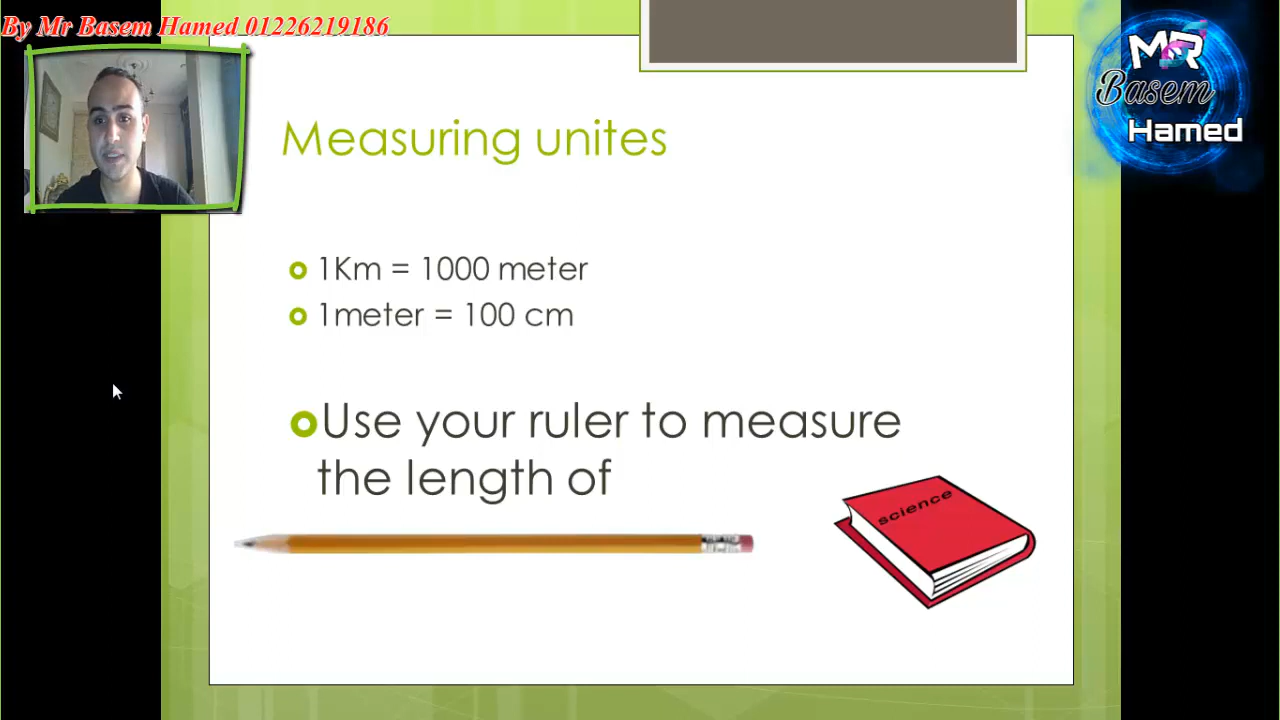 By Mr Basem Hamed 01226219186
MR
Basem
Hamed
Measuring unites
1Km = 1000 meter
1meter = 100 cm
Use your ruler to measure
the length of
science